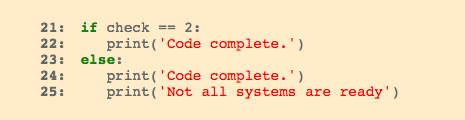 21:  if check == 2:
22:     print('Code complete.')
23:  else:
24:     print('Code complete.')
25:     print('Not all systems are ready')